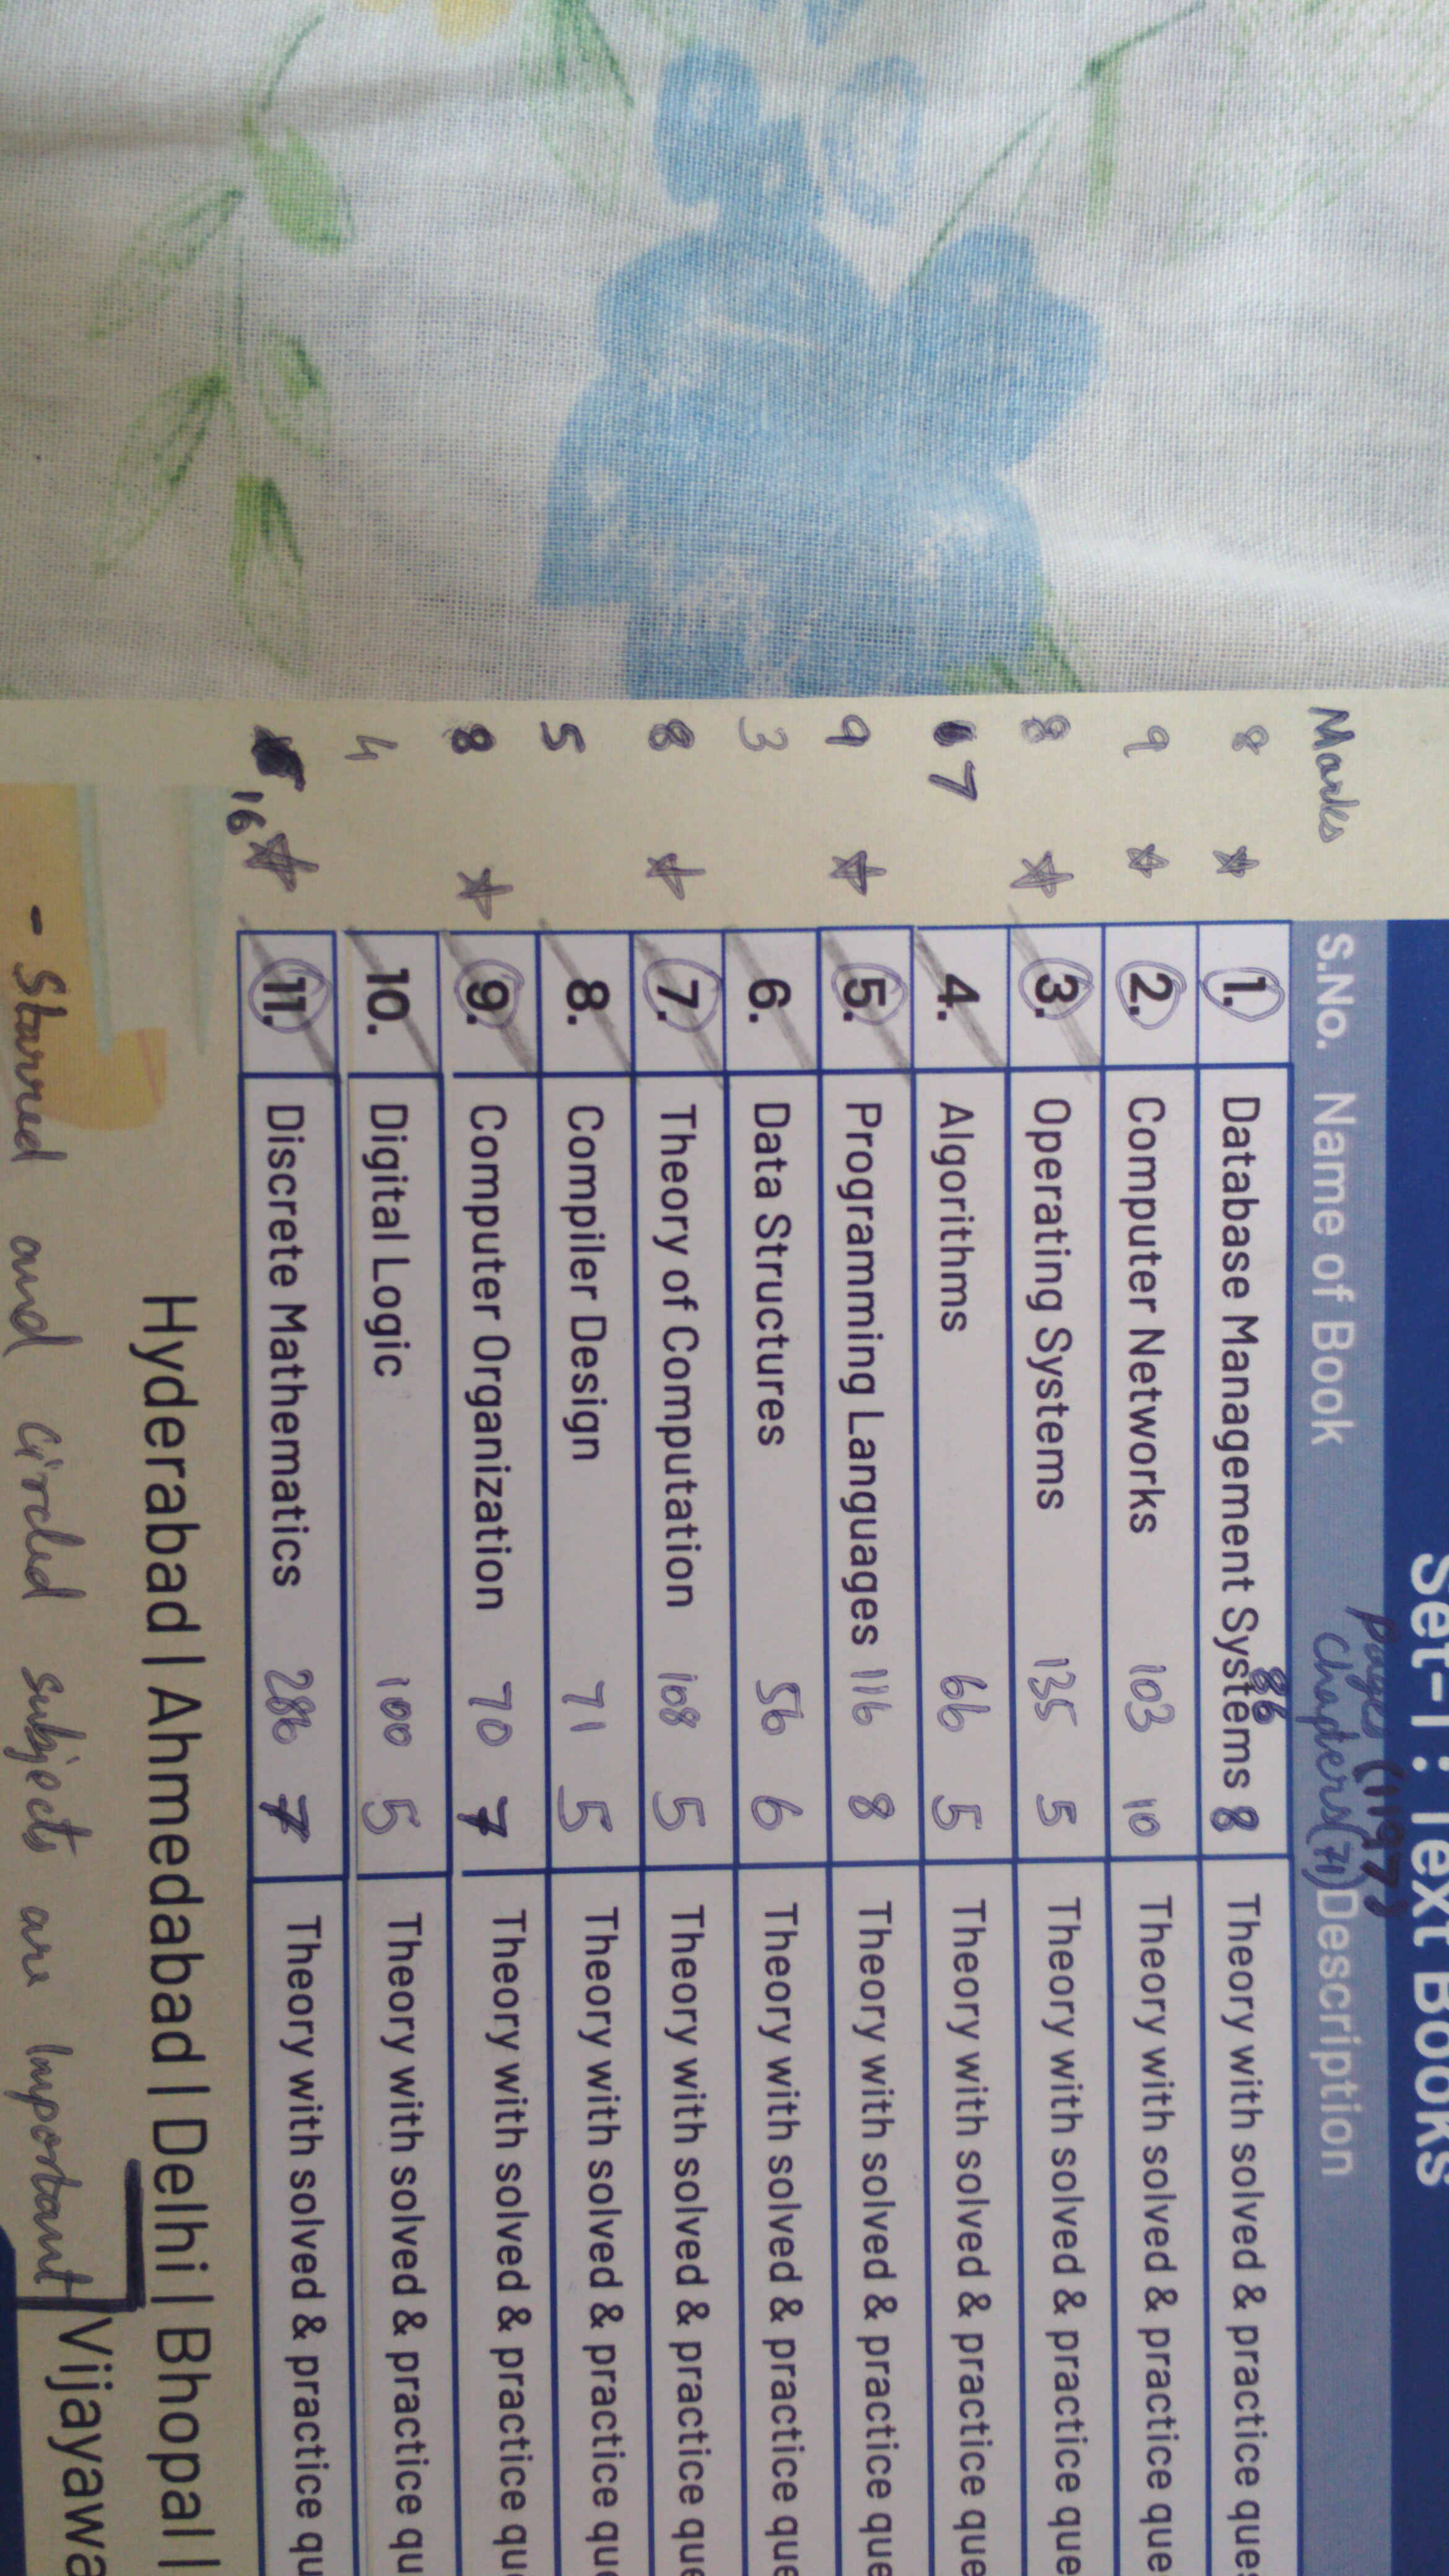 Set-I : Text Books
pages (1197)
Marks S.No. Name of Book Chapters (71) Description
8 ☆ 1. Database Management Systems 86 8 Theory with solved & practice ques
9 ☆ 2. Computer Networks 103 10 Theory with solved & practice que
8 ☆ 3. Operating Systems 135 5 Theory with solved & practice que
7 4. Algorithms 66 5 Theory with solved & practice que
9 ☆ 5. Programming Languages 116 8 Theory with solved & practice que
3 6. Data Structures 56 6 Theory with solved & practice que
8 ☆ 7. Theory of Computation 108 5 Theory with solved & practice que
5 8. Compiler Design 71 5 Theory with solved & practice que
8 ☆ 9. Computer Organization 70 7 Theory with solved & practice que
4 10. Digital Logic 100 5 Theory with solved & practice qu
16 ☆ 11. Discrete Mathematics 286 7 Theory with solved & practice qu
Hyderabad | Ahmedabad | Delhi | Bhopal |
Vijayawa
- Starred and circled subjects are important